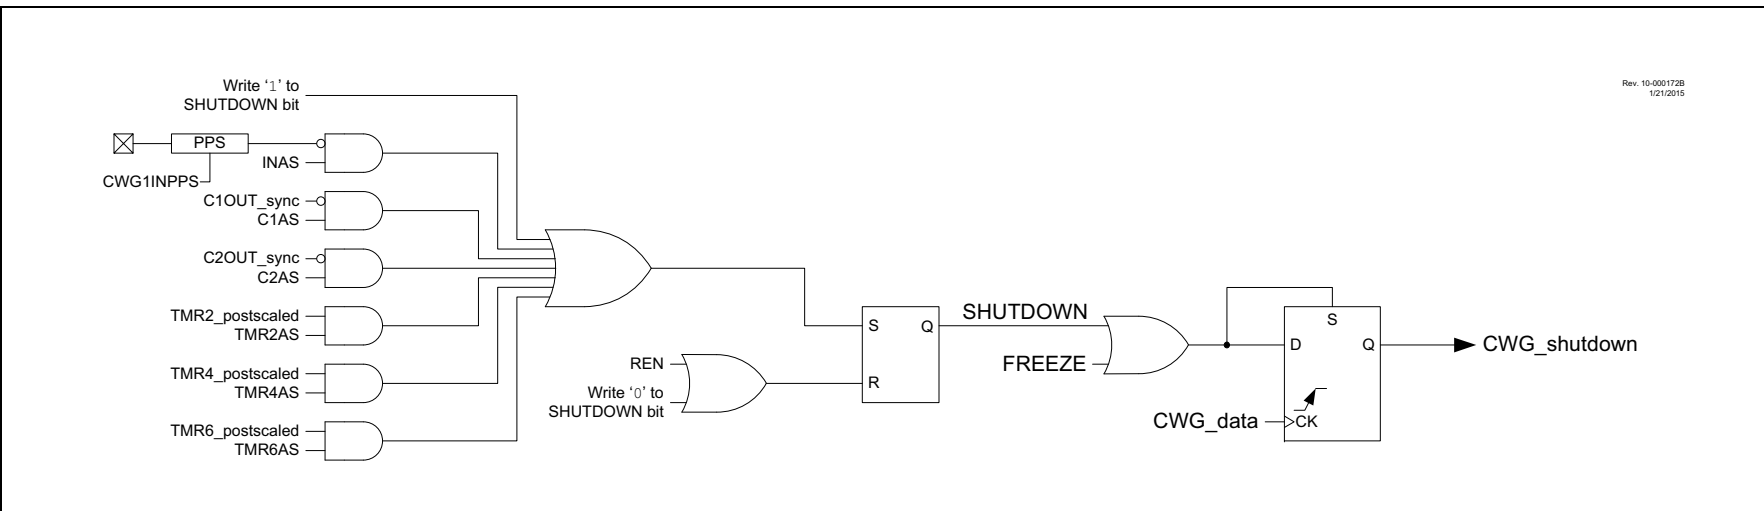 Write ‘1’ to
SHUTDOWN bit
Rev. 10-000172B
1/21/2015
PPS
INAS
CWG1INPPS
C1OUT_sync
C1AS
C2OUT_sync
C2AS
TMR2_postscaled
TMR2AS
TMR4_postscaled
TMR4AS
TMR6_postscaled
TMR6AS
REN
Write ‘0’ to
SHUTDOWN bit
S
Q
R
SHUTDOWN
FREEZE
S
D
Q
CWG_data
CK
CWG_shutdown